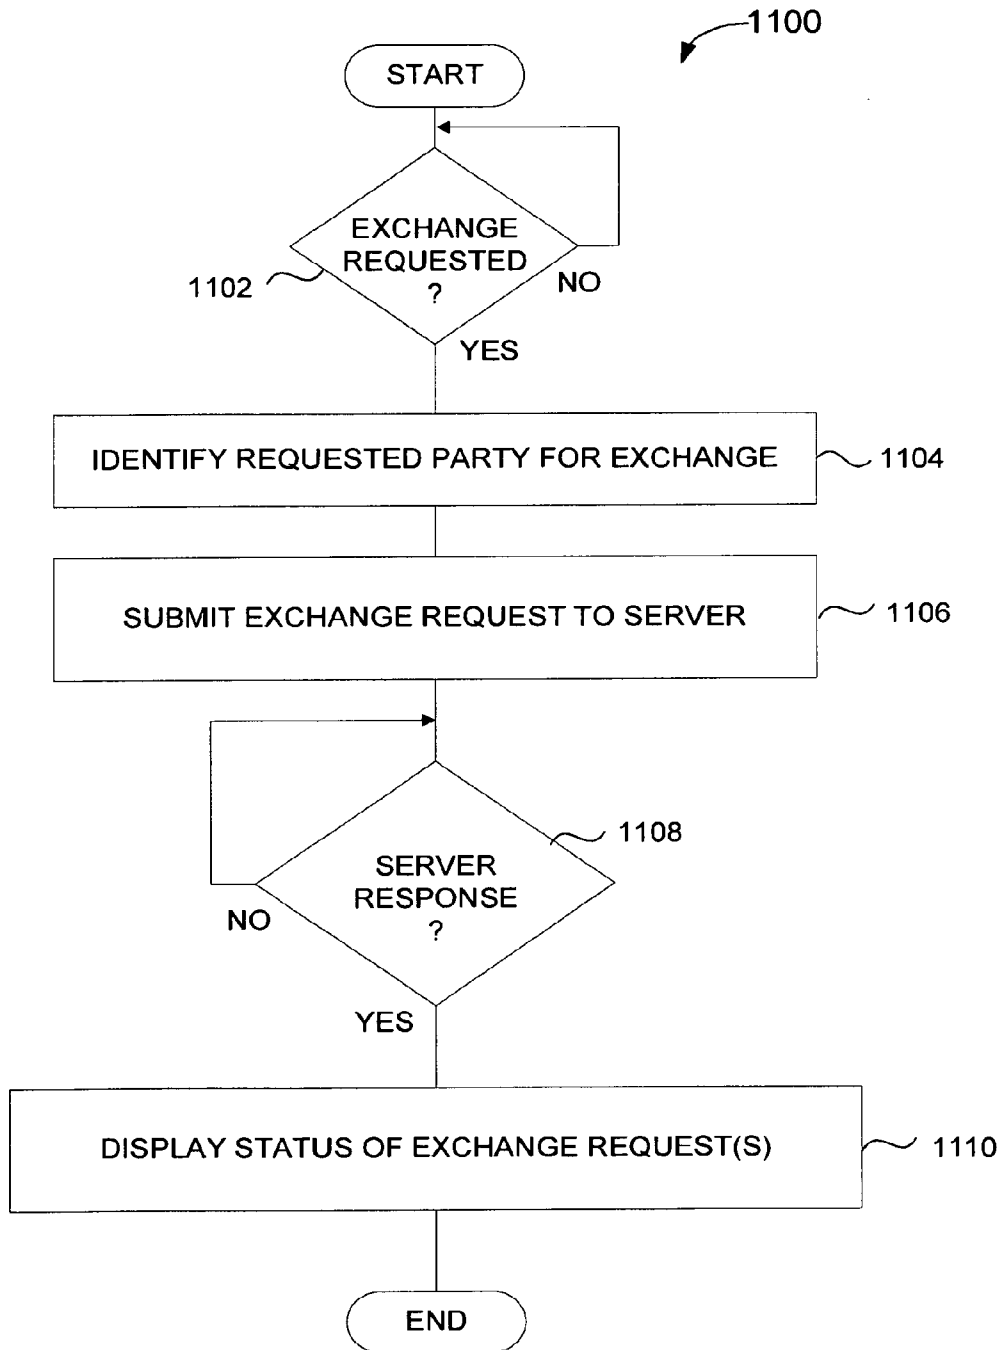 1100
START
EXCHANGE
REQUESTED
?
1102
NO
YES
IDENTIFY REQUESTED PARTY FOR EXCHANGE
1104
SUBMIT EXCHANGE REQUEST TO SERVER
1106
1108
SERVER
RESPONSE
?
NO
YES
DISPLAY STATUS OF EXCHANGE REQUEST(S)
1110
END